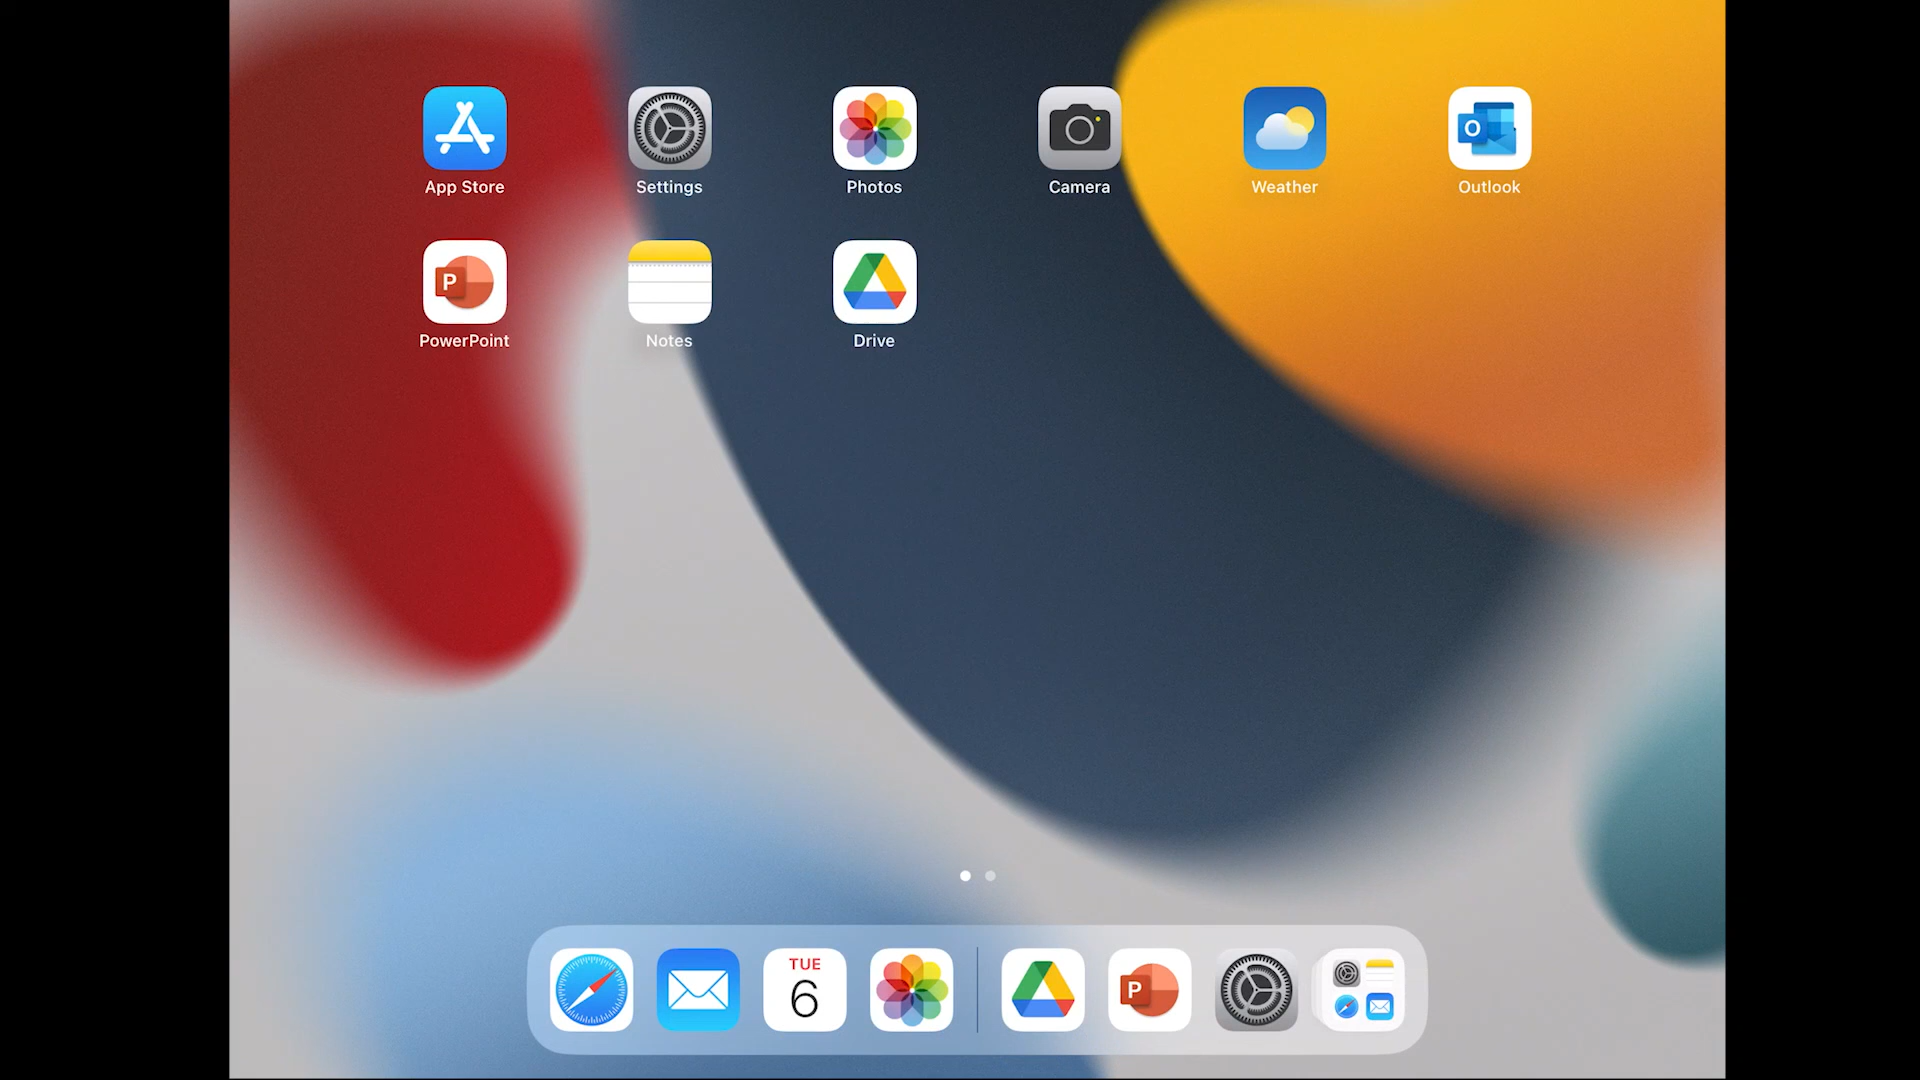 App Store
Settings
Photos
Camera
Weather
Outlook
PowerPoint
Notes
Drive
TUE
6